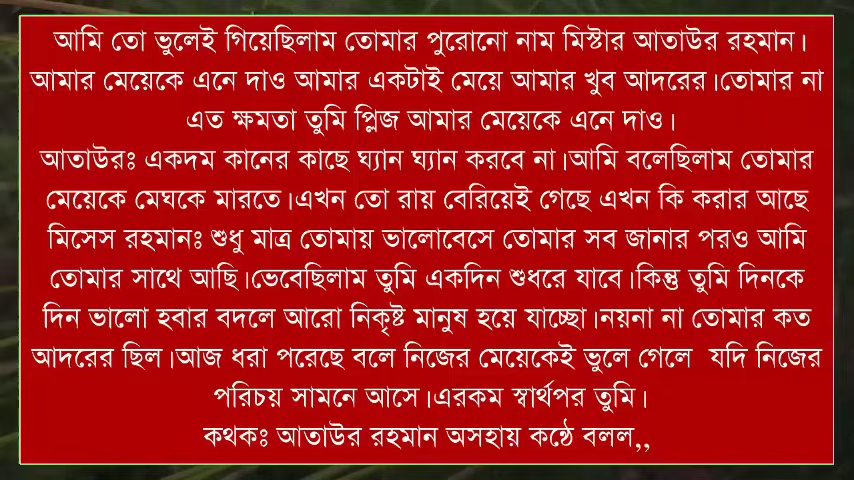 আমি তো ভুলেই গিয়েছিলাম তোমার পুরোনো নাম মিস্টার আতাউর রহমান।
আমার মেয়েকে এনে দাও আমার একটাই মেয়ে আমার খুব আদরের।তোমার না
এত ক্ষমতা তুমি প্লিজ আমার মেয়েকে এনে দাও।
আতাউরঃ একদম কানের কাছে ঘ্যান ঘ্যান করবে না।আমি বলেছিলাম তোমার
মেয়েকে মেঘকে মারতে।এখন তো রায় বেরিয়েই গেছে এখন কি করার আছে
মিসেস রহমানঃ শুধু মাত্র তোমায় ভালোবেসে তোমার সব জানার পরও আমি
তোমার সাথে আছি।ভেবেছিলাম তুমি একদিন শুধরে যাবে।কিন্তু তুমি দিনকে
দিন ভালো হবার বদলে আরো নিকৃষ্ট মানুষ হয়ে যাচ্ছো।নয়না না তোমার কত
আদরের ছিল।আজ ধরা পরেছে বলে নিজের মেয়েকেই ভুলে গেলে যদি নিজের
পরিচয় সামনে আসে।এরকম স্বার্থপর তুমি।
কথকঃ আতাউর রহমান অসহায় কন্ঠে বলল,,